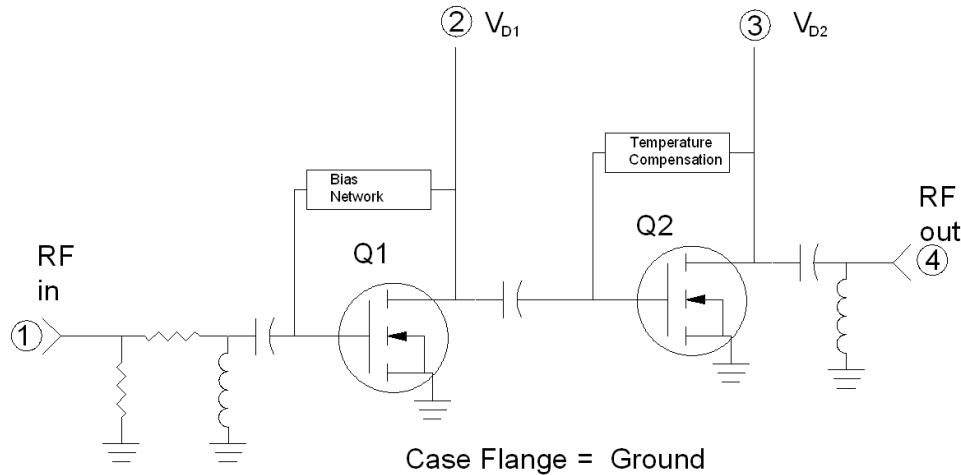 2 V_D1
3 V_D2
Temperature
Compensation
Bias
Network
RF
out
4
Q1
Q2
RF
in
1
Case Flange = Ground